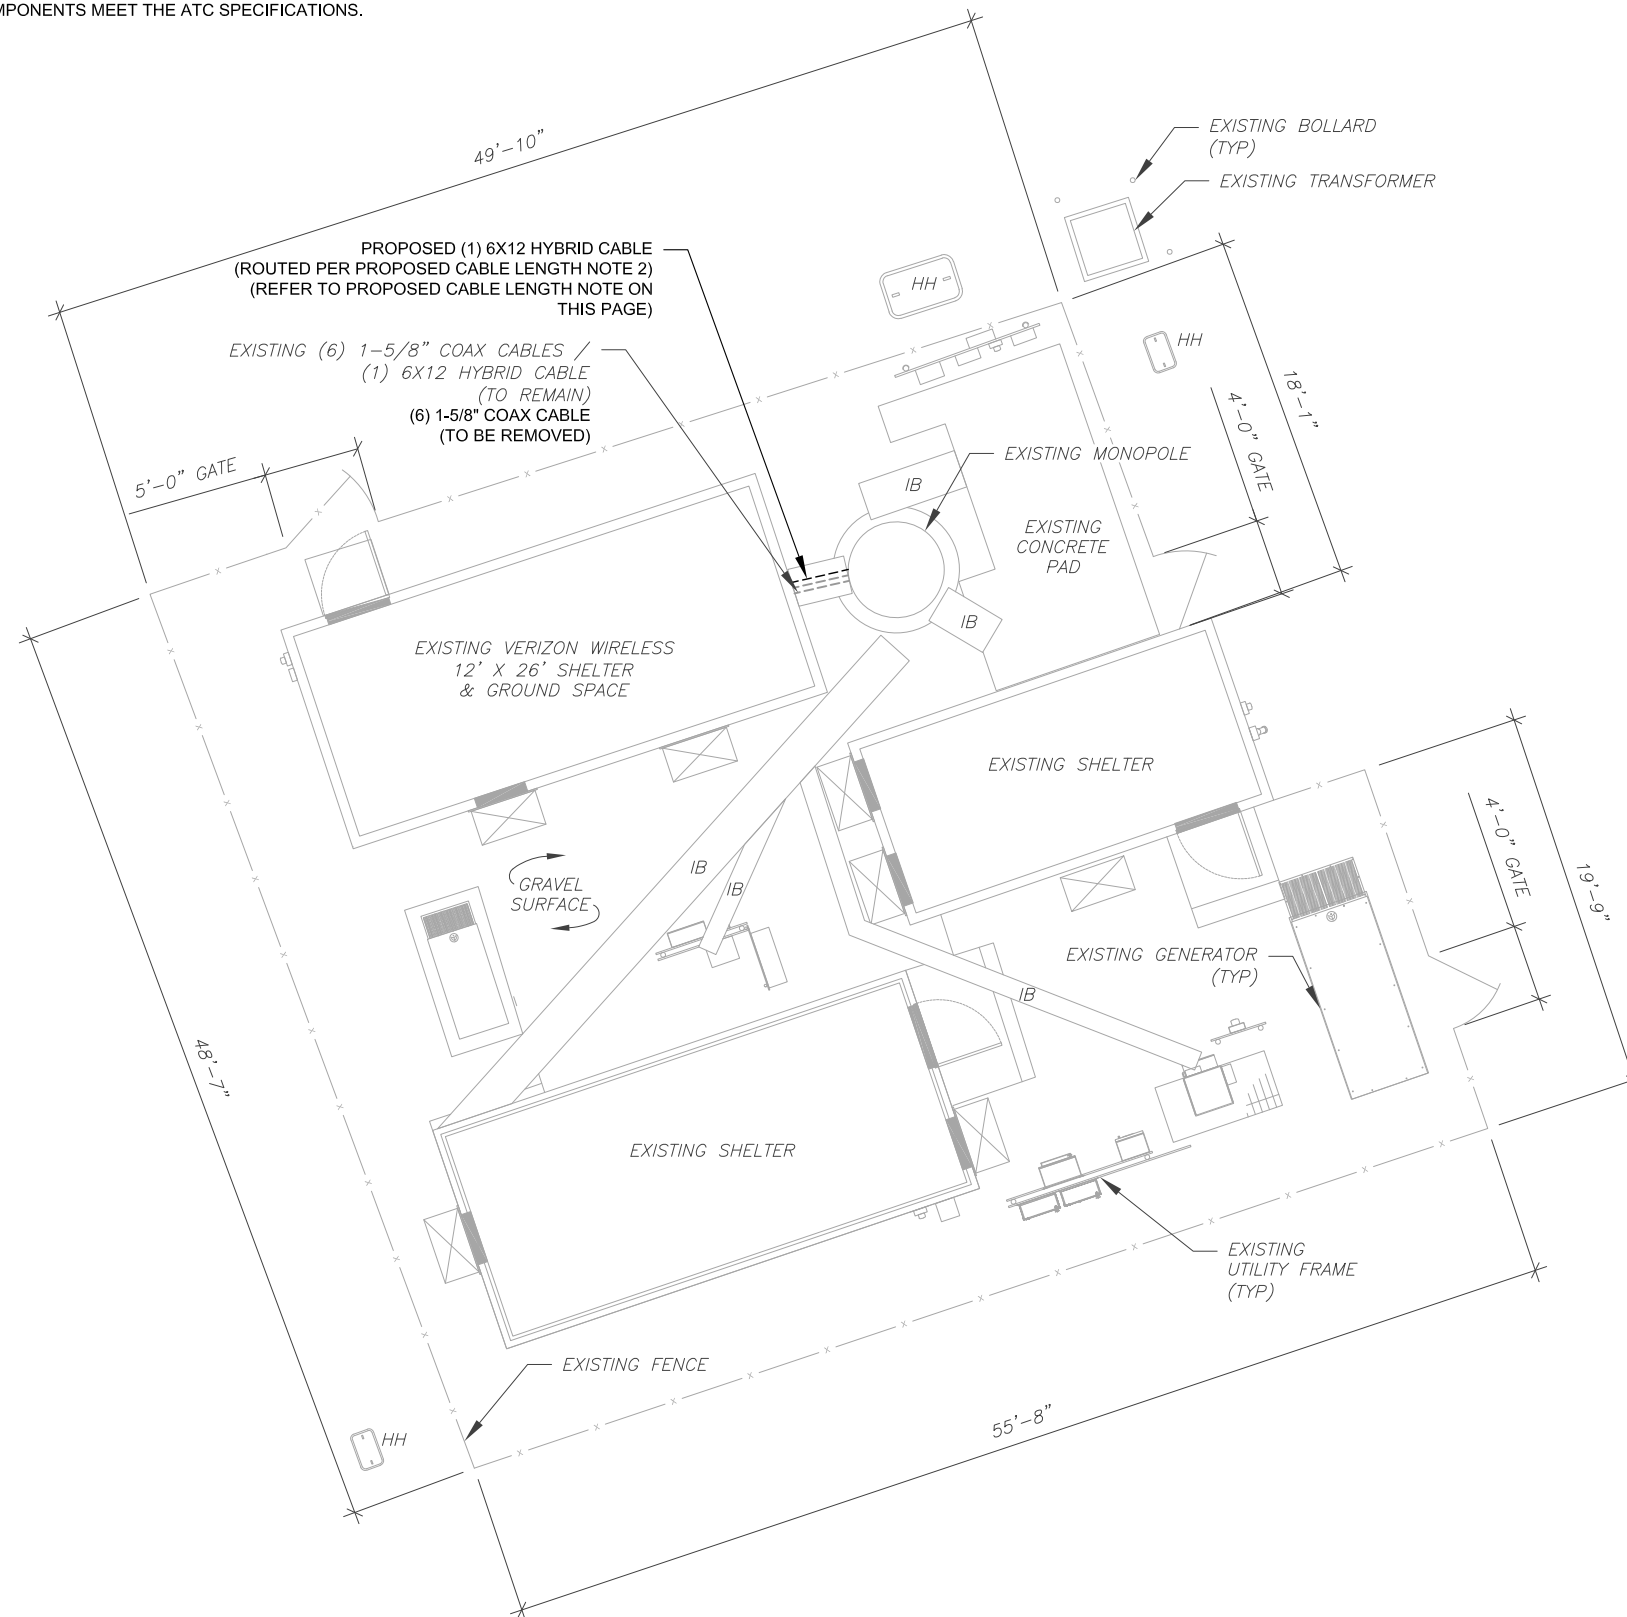 MPONENTS MEET THE ATC SPECIFICATIONS.
49'-10"
EXISTING BOLLARD
(TYP)
EXISTING TRANSFORMER
PROPOSED (1) 6X12 HYBRID CABLE
(ROUTED PER PROPOSED CABLE LENGTH NOTE 2)
(REFER TO PROPOSED CABLE LENGTH NOTE ON
THIS PAGE)
HH
HH
EXISTING (6) 1-5/8" COAX CABLES /
(1) 6X12 HYBRID CABLE
(TO REMAIN)
(6) 1-5/8" COAX CABLE
(TO BE REMOVED)
18'-1"
4'-0" GATE
5'-0" GATE
EXISTING MONOPOLE
IB
EXISTING
CONCRETE
PAD
IB
EXISTING VERIZON WIRELESS
12' X 26' SHELTER
& GROUND SPACE
EXISTING SHELTER
4'-0" GATE
19'-9"
IB
IB
GRAVEL
SURFACE
EXISTING GENERATOR
(TYP)
IB
48'-7"
EXISTING SHELTER
EXISTING
UTILITY FRAME
(TYP)
EXISTING FENCE
55'-8"
HH